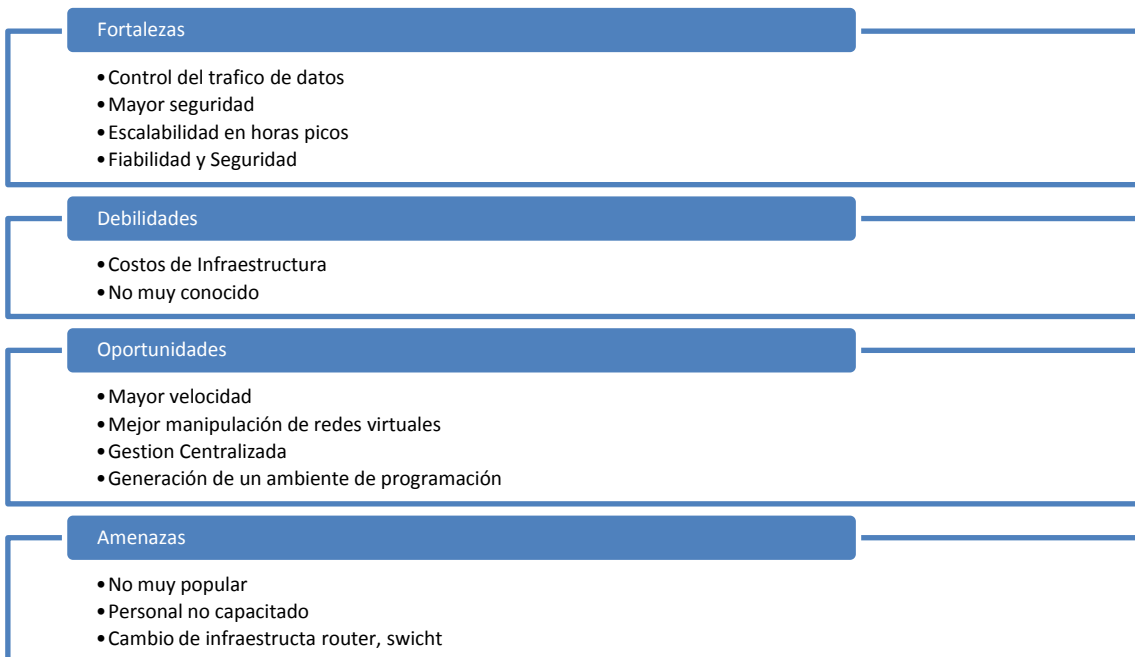 Fortalezas
•Control del trafico de datos
•Mayor seguridad
•Escalabilidad en horas picos
•Fiabilidad y Seguridad
Debilidades
•Costos de Infraestructura
•No muy conocido
Oportunidades
•Mayor velocidad
•Mejor manipulación de redes virtuales
•Gestion Centralizada
•Generación de un ambiente de programación
Amenazas
•No muy popular
•Personal no capacitado
•Cambio de infraestructa router, swicht